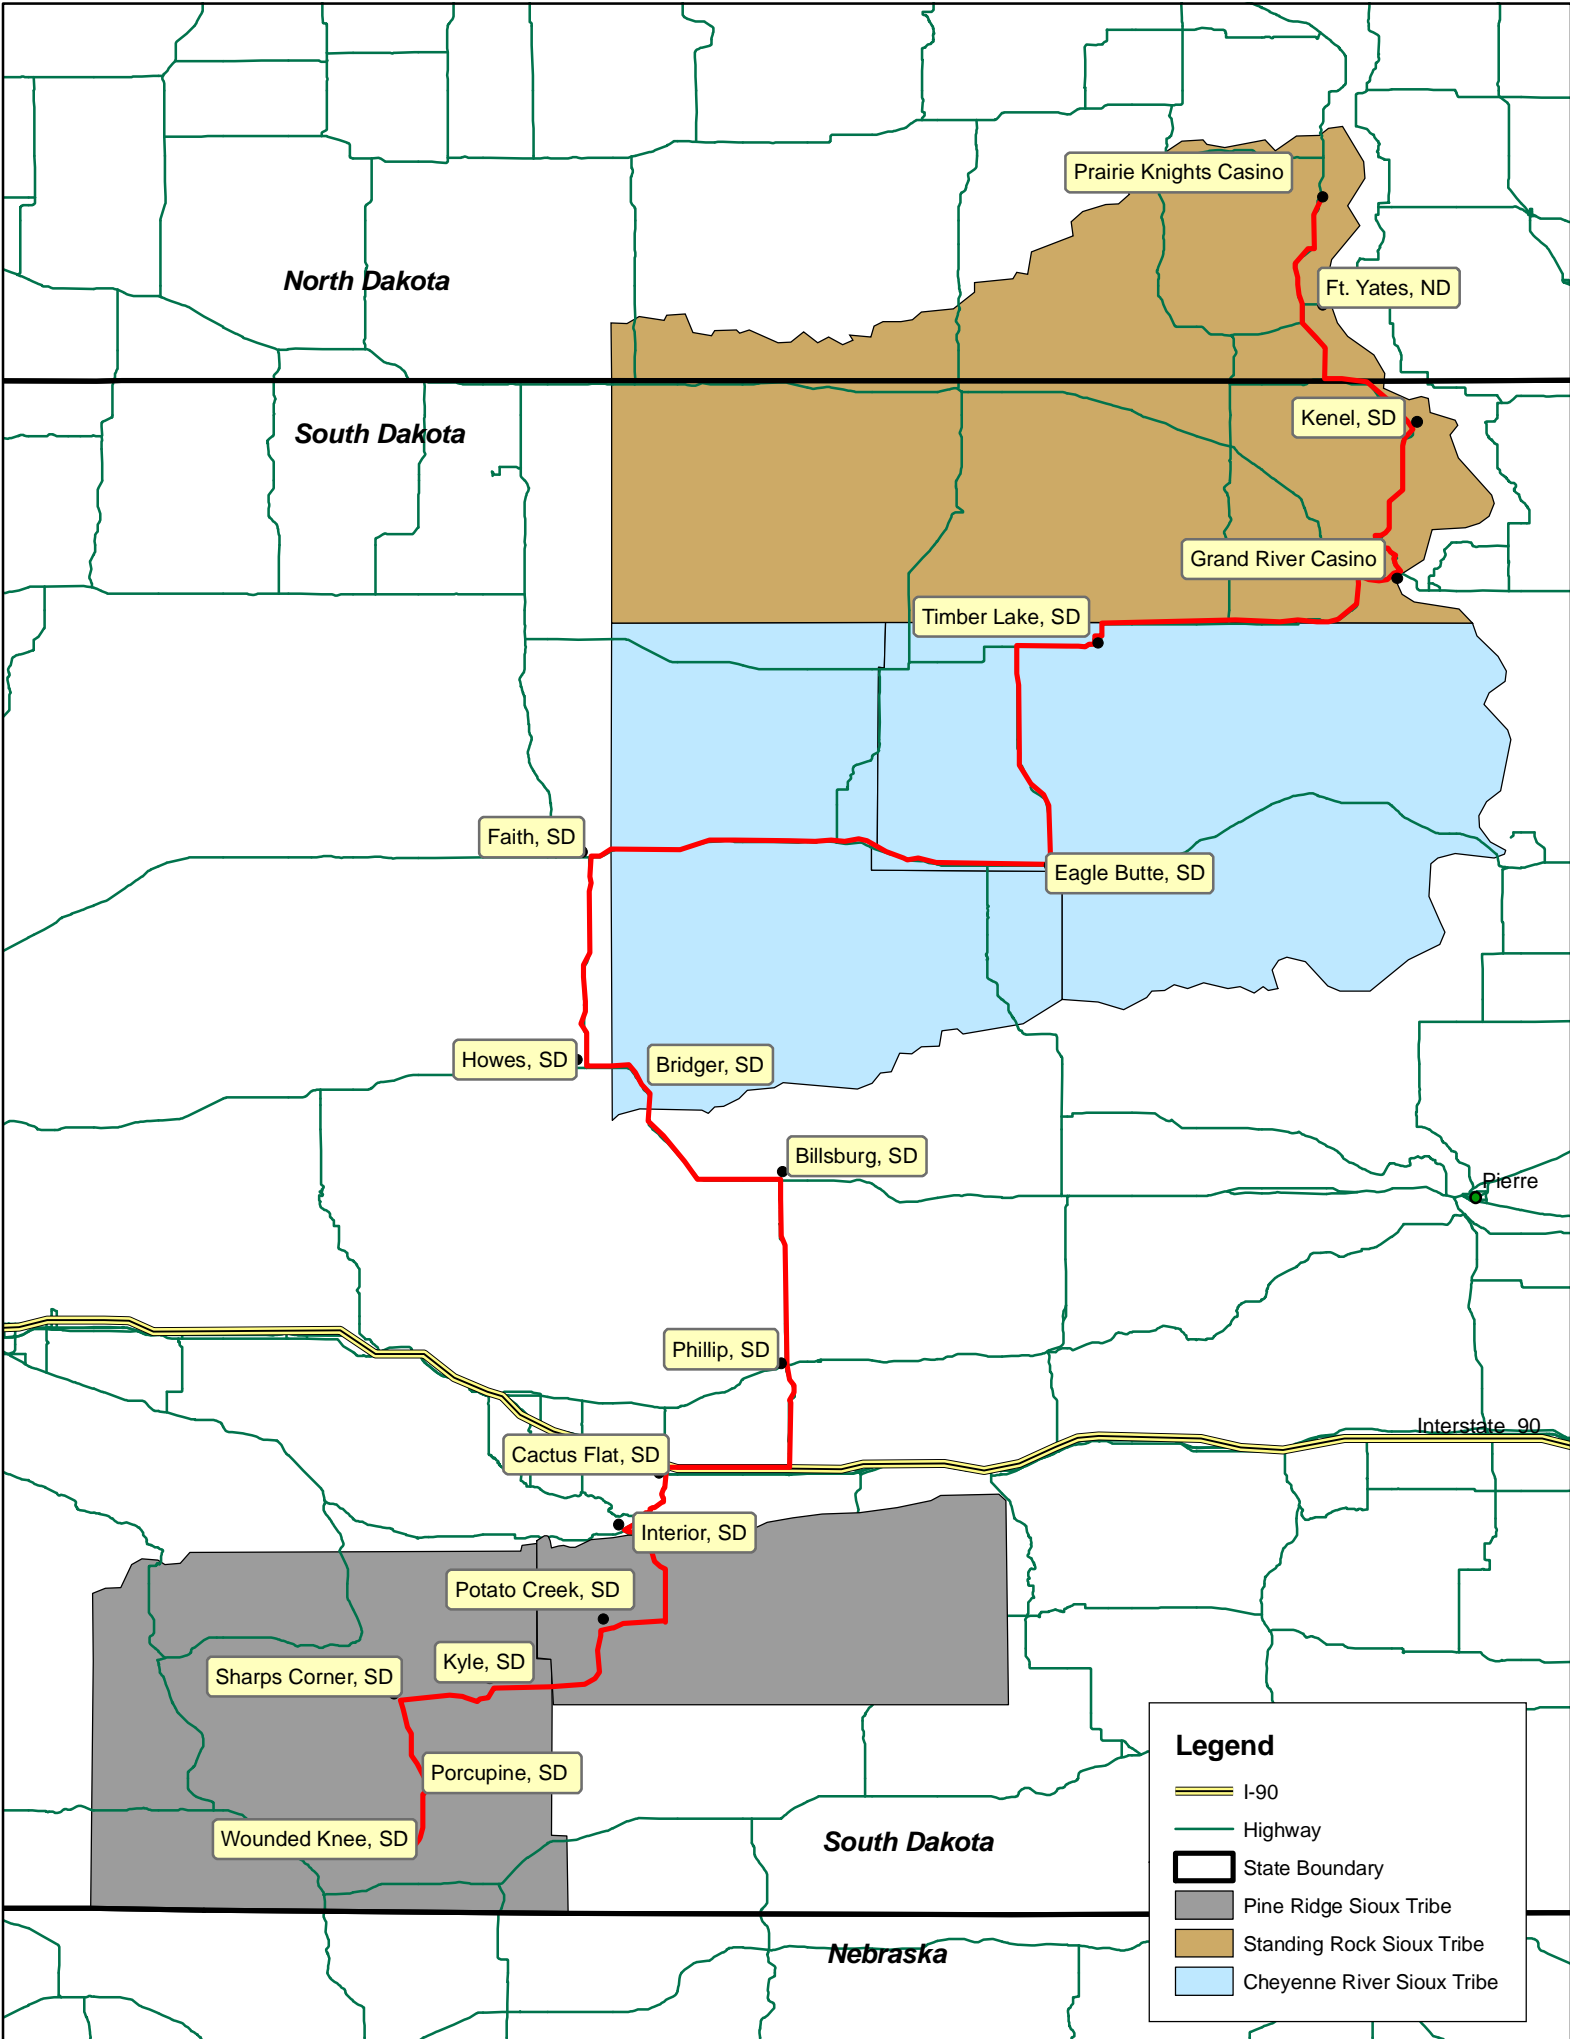 Prairie Knights Casino
North Dakota
Ft. Yates, ND
Kenel, SD
South Dakota
Grand River Casino
Timber Lake, SD
Faith, SD
Eagle Butte, SD
Howes, SD
Bridger, SD
Billsburg, SD
Pierre
Phillip, SD
Interstate 90
Cactus Flat, SD
Interior, SD
Potato Creek, SD
Kyle, SD
Sharps Corner, SD
Porcupine, SD
Wounded Knee, SD
South Dakota
Nebraska
Legend
I-90
Highway
State Boundary
Pine Ridge Sioux Tribe
Standing Rock Sioux Tribe
Cheyenne River Sioux Tribe